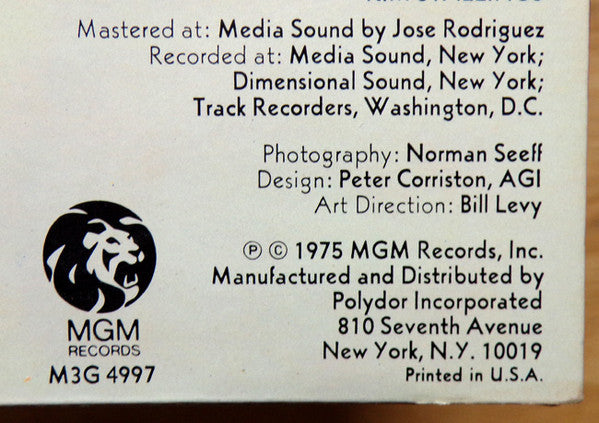 Mastered at: Media Sound by Jose Rodriguez
Recorded at: Media Sound, New York;
Dimensional Sound, New York;
Track Recorders, Washington, D.C.
Photography: Norman Seeff
Design: Peter Corriston, AGI
Art Direction: Bill Levy
Ⓟ © 1975 MGM Records, Inc.
Manufactured and Distributed by
Polydor Incorporated
810 Seventh Avenue
New York, N.Y. 10019
Printed in U.S.A.
MGM
RECORDS
M3G 4997